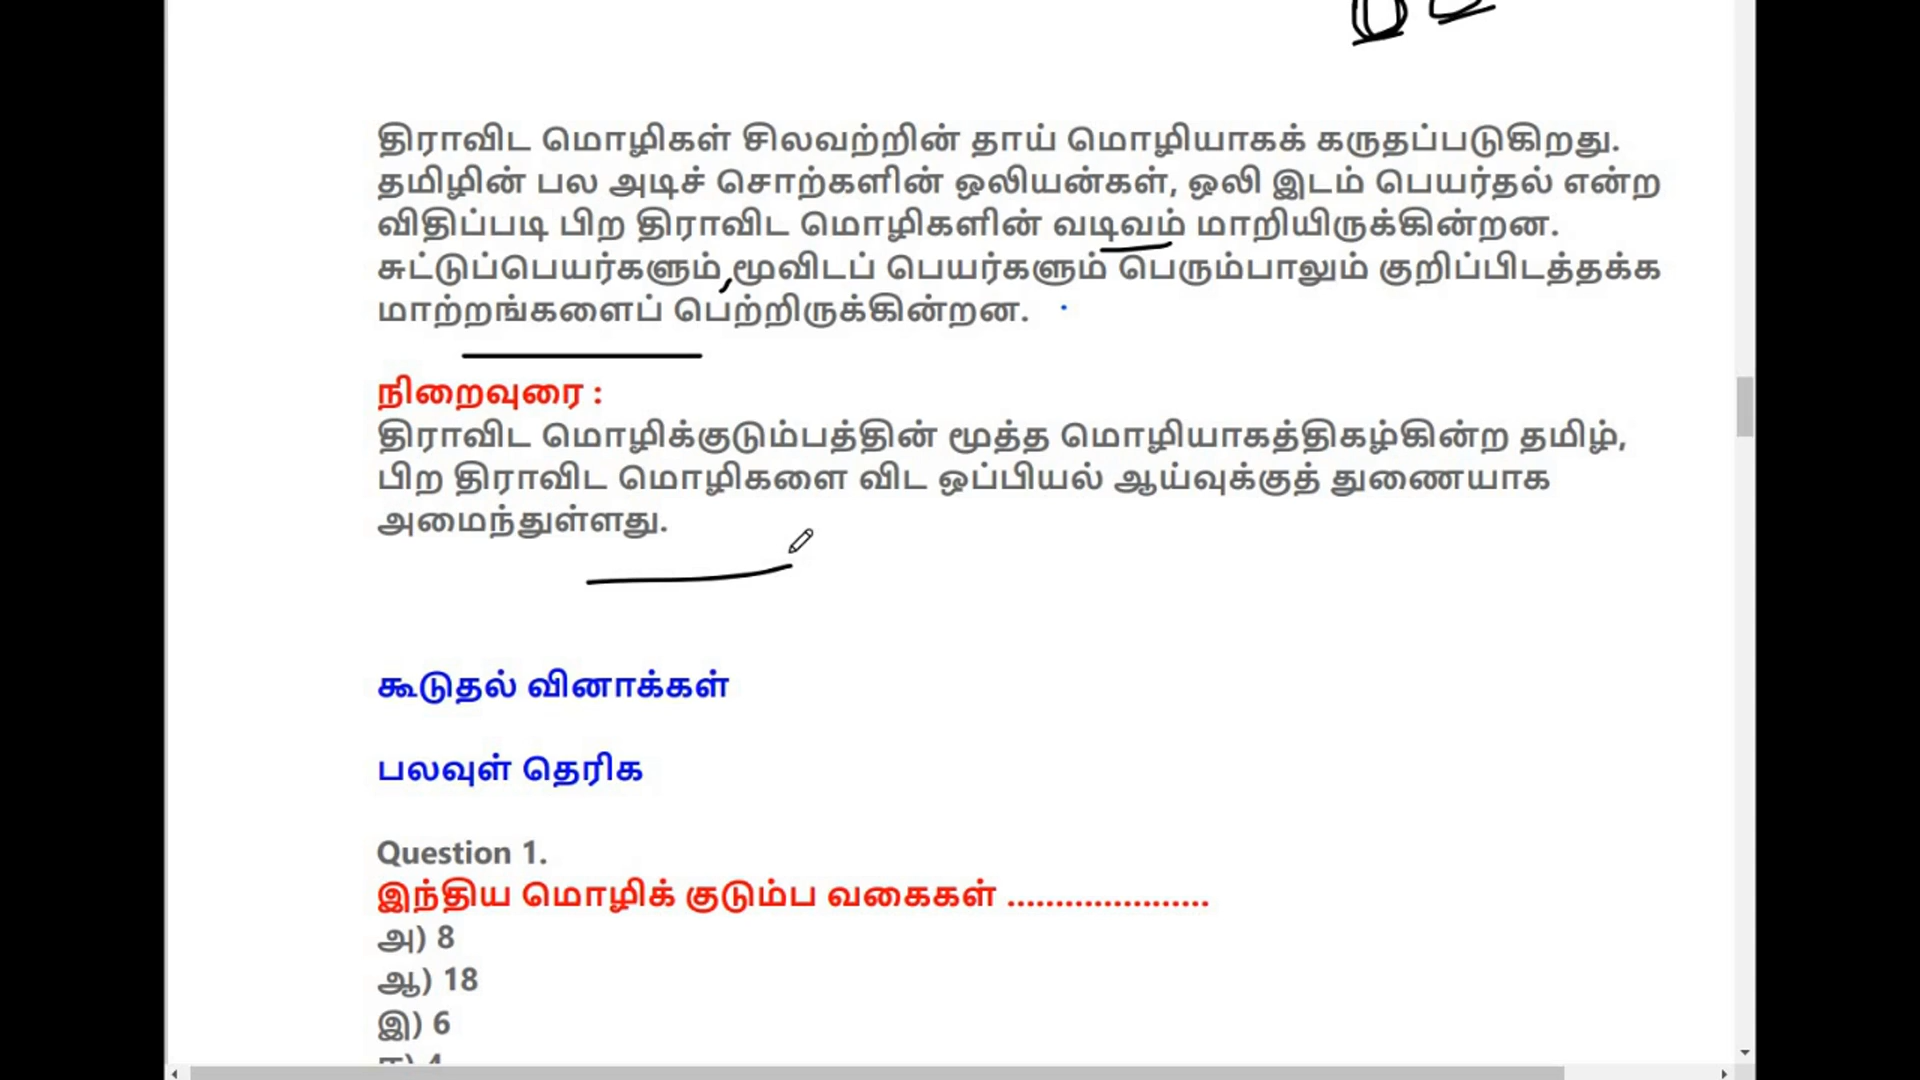 திராவிட மொழிகள் சிலவற்றின் தாய் மொழியாகக் கருதப்படுகிறது.
தமிழின் பல அடிச் சொற்களின் ஒலியன்கள், ஒலி இடம் பெயர்தல் என்ற
விதிப்படி பிற திராவிட மொழிகளின் வடிவம் மாறியிருக்கின்றன.
சுட்டுப்பெயர்களும்,மூவிடப் பெயர்களும் பெரும்பாலும் குறிப்பிடத்தக்க
மாற்றங்களைப் பெற்றிருக்கின்றன.
நிறைவுரை :
திராவிட மொழிக்குடும்பத்தின் மூத்த மொழியாகத்திகழ்கின்ற தமிழ்,
பிற திராவிட மொழிகளை விட ஒப்பியல் ஆய்வுக்குத் துணையாக
அமைந்துள்ளது.
கூடுதல் வினாக்கள்
பலவுள் தெரிக
Question 1.
இந்திய மொழிக் குடும்ப வகைகள் .....................
அ) 8
ஆ) 18
இ) 6